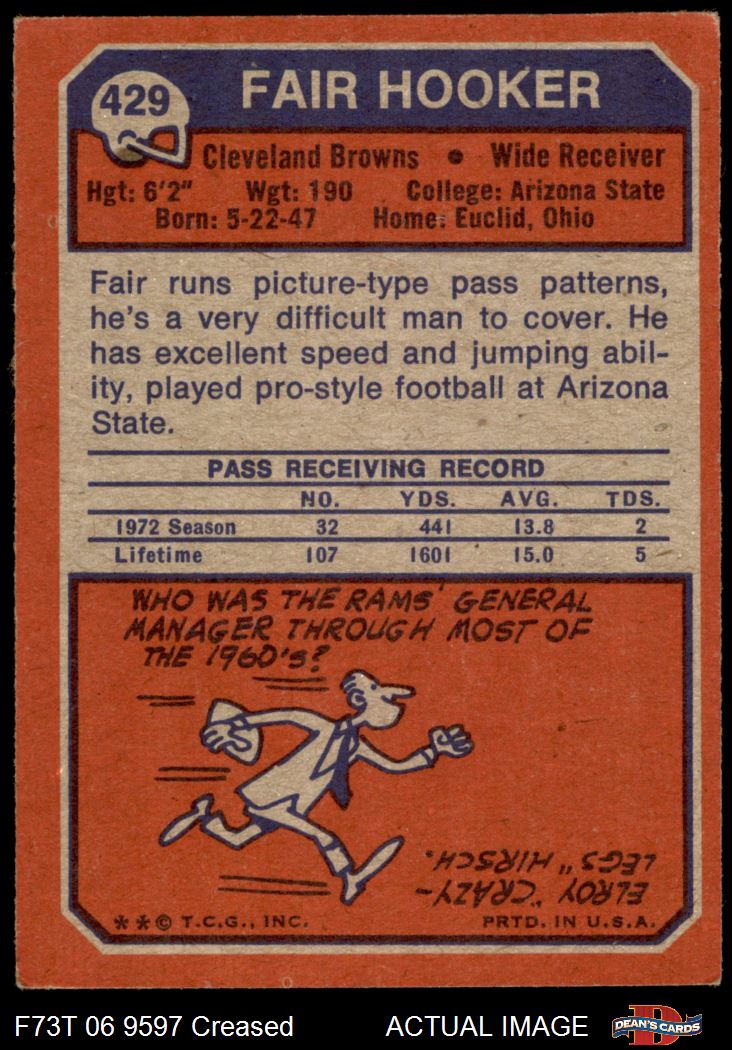 429
FAIR HOOKER
Cleveland Browns • Wide Receiver
Hgt: 6'2" Wgt: 190 College: Arizona State
Born: 5-22-47 Home: Euclid, Ohio
Fair runs picture-type pass patterns,
he's a very difficult man to cover. He
has excellent speed and jumping abil-
ity, played pro-style football at Arizona
State.
PASS RECEIVING RECORD
NO. YDS. AVG. TDS.
1972 Season 32 441 13.8 2
Lifetime 107 1601 15.0 5
WHO WAS THE RAMS' GENERAL
MANAGER THROUGH MOST OF
THE 1960's?
ELROY "CRAZY-
LEGS" HIRSCH.
** © T.C.G., INC. PRTD. IN U.S.A.
F73T 06 9597 Creased ACTUAL IMAGE
D
DEAN'S CARDS